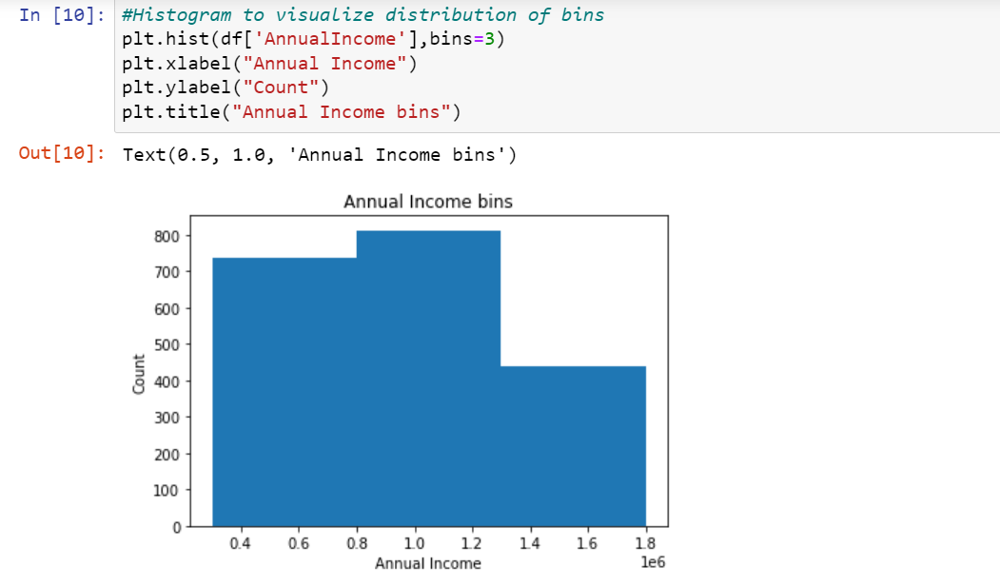 In [10]: #Histogram to visualize distribution of bins
plt.hist(df['AnnualIncome'],bins=3)
plt.xlabel("Annual Income")
plt.ylabel("Count")
plt.title("Annual Income bins")
Out[10]: Text(0.5, 1.0, 'Annual Income bins')
Annual Income bins
800
700
600
500
400
300
200
100
0
Count
0.4 0.6 0.8 1.0 1.2 1.4 1.6 1.8
1e6
Annual Income